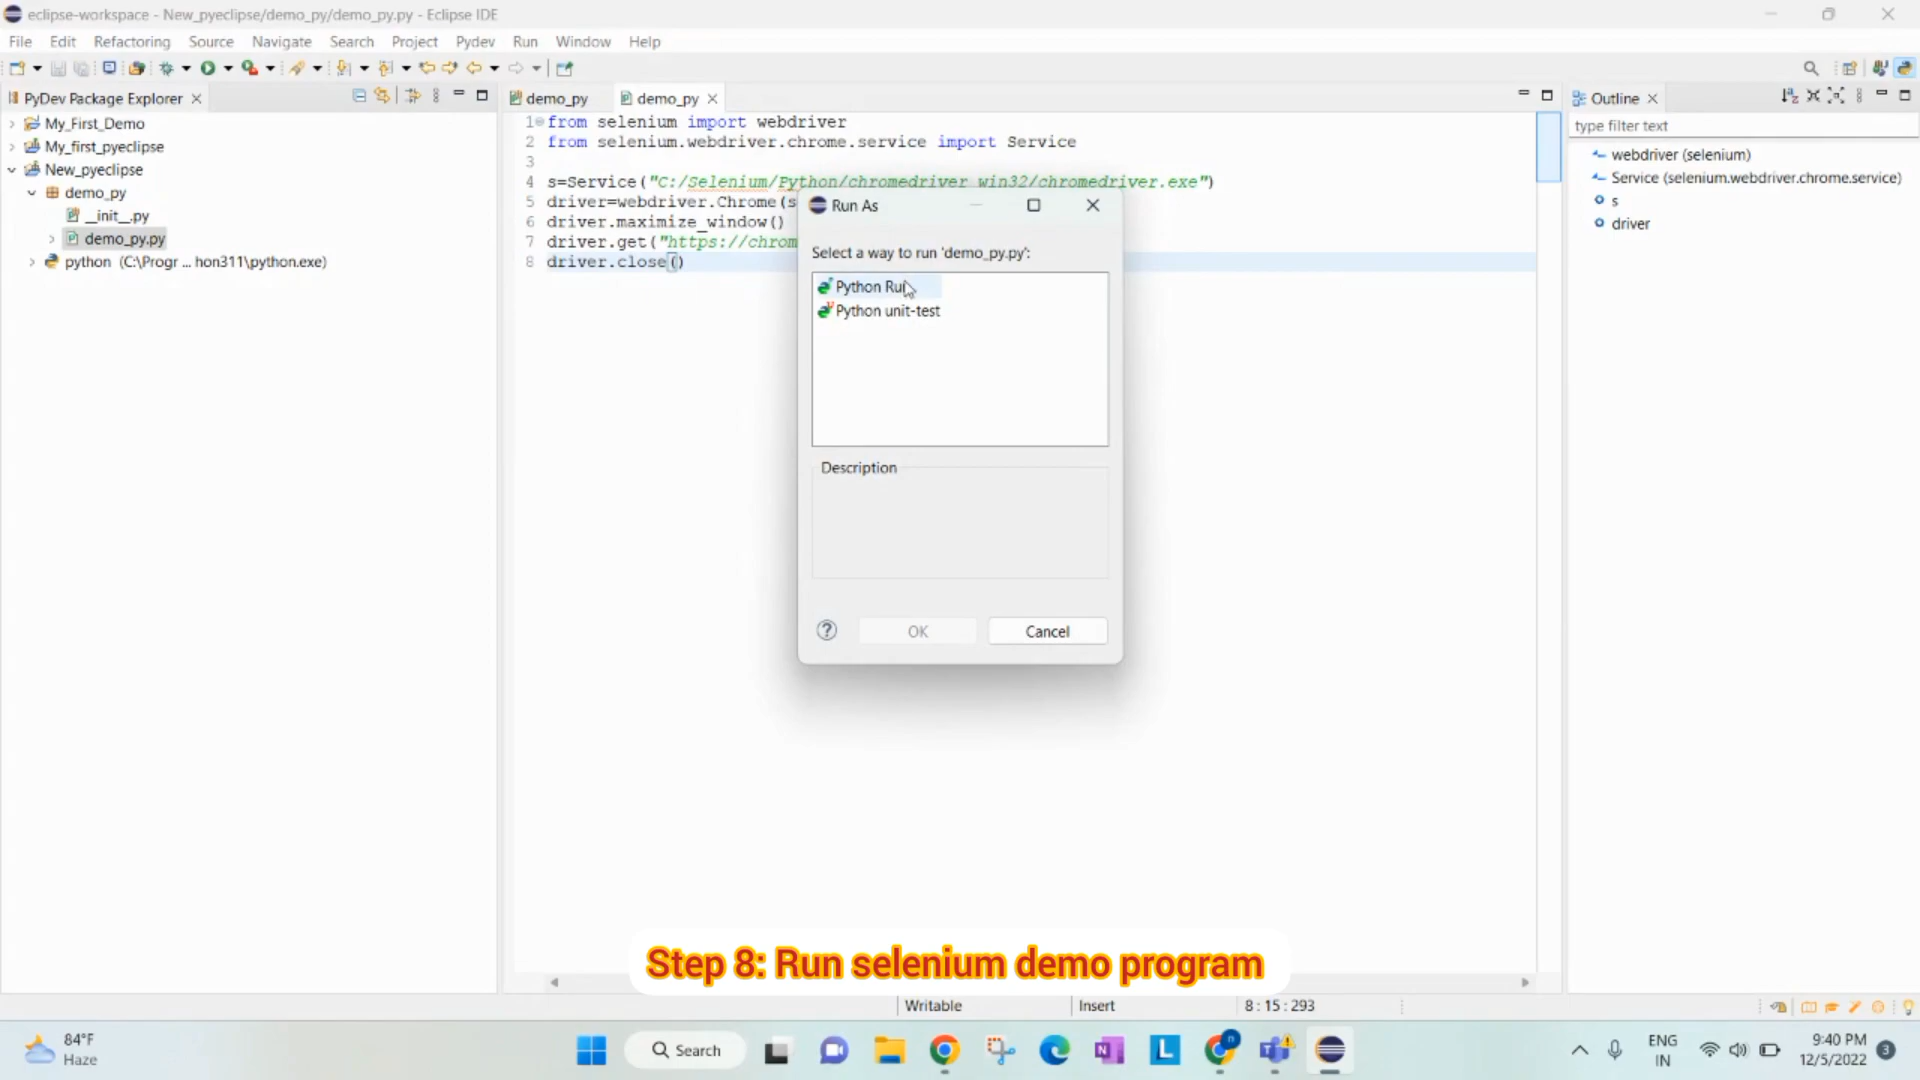 eclipse-workspace - New_pyeclipse/demo_py/demo_py.py - Eclipse IDE
File Edit Refactoring Source Navigate Search Project Pydev Run Window Help
PyDev Package Explorer
My_First_Demo
My_first_pyeclipse
New_pyeclipse
demo_py
__init__.py
demo_py.py
python (C:\Progr ... hon311\python.exe)
demo_py demo_py
1 from selenium import webdriver
2 from selenium.webdriver.chrome.service import Service
3
4 s=Service("C:/Selenium/Python/chromedriver_win32/chromedriver.exe")
5 driver=webdriver.Chrome(s
6 driver.maximize_window()
7 driver.get("https://chrom
8 driver.close()
Run As
Select a way to run 'demo_py.py':
Python Run
Python unit-test
Description
OK Cancel
Outline
type filter text
webdriver (selenium)
Service (selenium.webdriver.chrome.service)
s
driver
Step 8: Run selenium demo program
Writable Insert 8 : 15 : 293
84°F
Haze
Search
ENG
IN
9:40 PM
12/5/2022
3